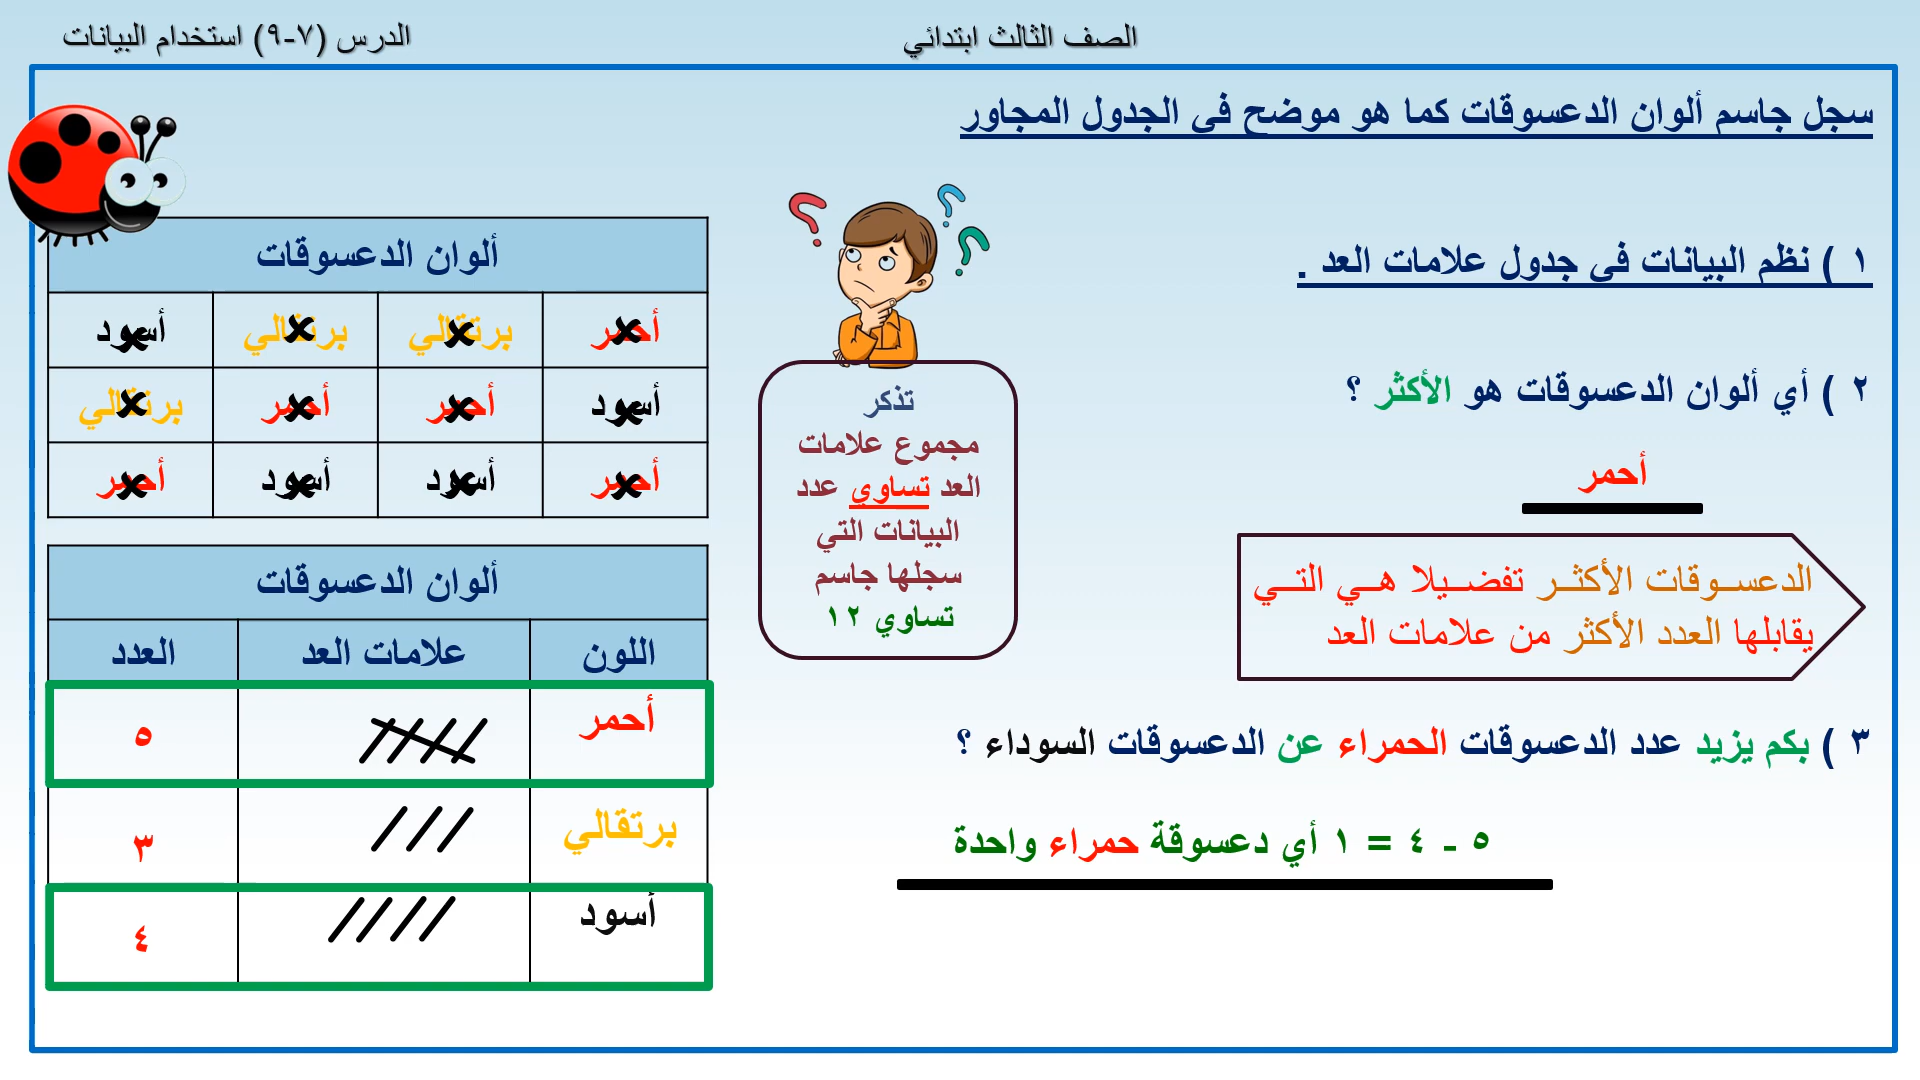 الصف الثالث ابتدائي
الدرس (٧-٩) استخدام البيانات
سجل جاسم ألوان الدعسوقات كما هو موضح في الجدول المجاور
١ ) نظم البيانات في جدول علامات العد .
٢ ) أي ألوان الدعسوقات هو الأكثر ؟
أحمر
الدعسوقات الأكثر تفضيلا هي التي
يقابلها العدد الأكثر من علامات العد
٣ ) بكم يزيد عدد الدعسوقات الحمراء عن الدعسوقات السوداء ؟
٥ - ٤ = ١ أي دعسوقة حمراء واحدة
تذكر
مجموع علامات
العد تساوي عدد
البيانات التي
سجلها جاسم
تساوي ١٢
ألوان الدعسوقات
أحمر برتقالي برتقالي أسود
أسود أحمر أحمر برتقالي
أحمر أسود أسود أحمر
ألوان الدعسوقات
اللون علامات العد العدد
أحمر ٥
برتقالي ٣
أسود ٤